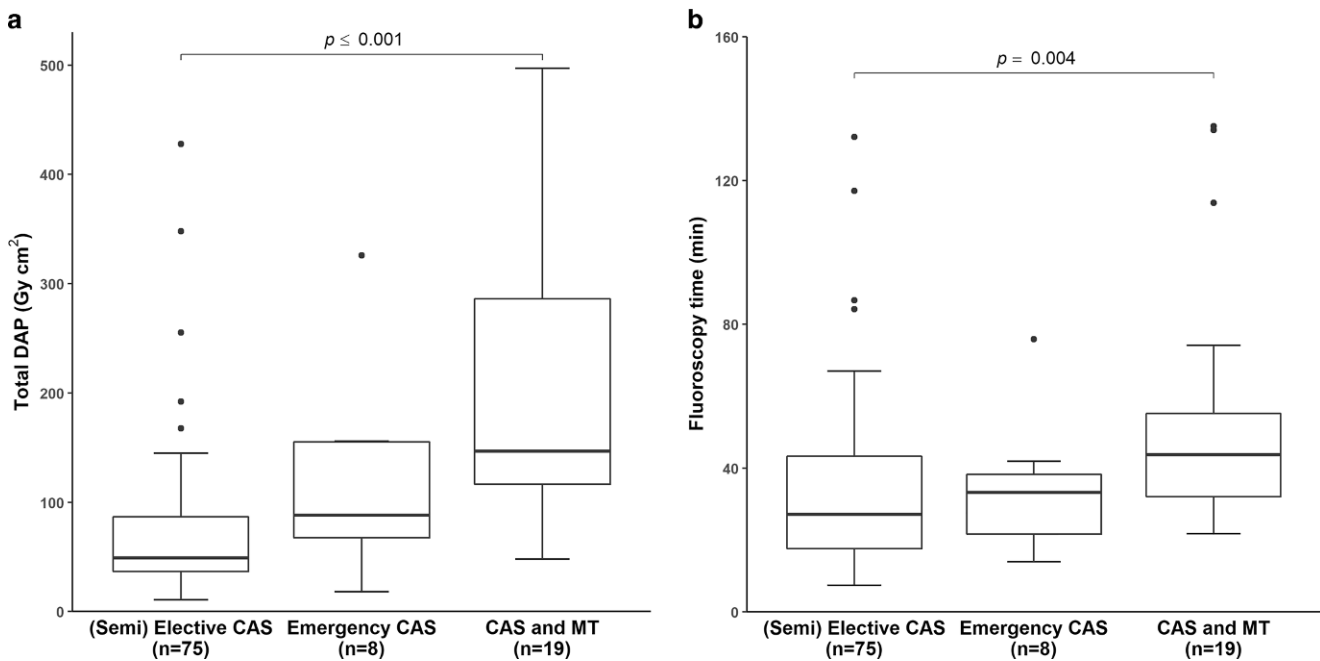 a
p ≤ 0.001
500
400
300
200
100
0
Total DAP (Gy cm²)
(Semi) Elective CAS
(n=75)
Emergency CAS
(n=8)
CAS and MT
(n=19)
b
p = 0.004
160
120
80
40
0
Fluoroscopy time (min)
(Semi) Elective CAS
(n=75)
Emergency CAS
(n=8)
CAS and MT
(n=19)